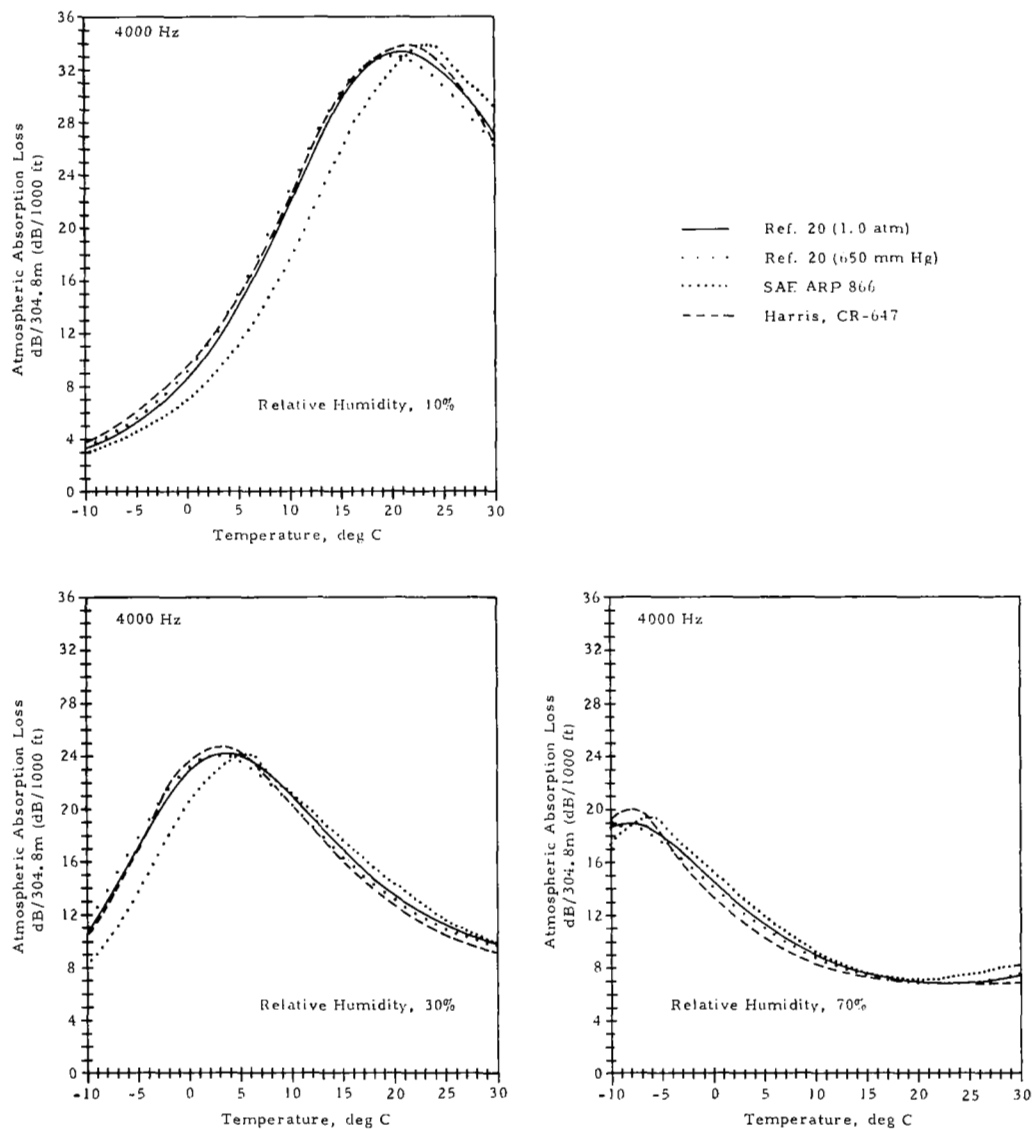 36
32
28
24
20
16
12
8
4
0
4000 Hz
Atmospheric Absorption Loss
dB/304.8m (dB/1000 ft)
Relative Humidity, 10%
-10 -5 0 5 10 15 20 25 30
Temperature, deg C
Ref. 20 (1.0 atm)
Ref. 20 (650 mm Hg)
SAE ARP 866
Harris, CR-647
36
32
28
24
20
16
12
8
4
0
4000 Hz
Atmospheric Absorption Loss
dB/304.8m (dB/1000 ft)
Relative Humidity, 30%
-10 -5 0 5 10 15 20 25 30
Temperature, deg C
36
32
28
24
20
16
12
8
4
0
4000 Hz
Atmospheric Absorption Loss
dB/304.8m (dB/1000 ft)
Relative Humidity, 70%
-10 -5 0 5 10 15 20 25 30
Temperature, deg C